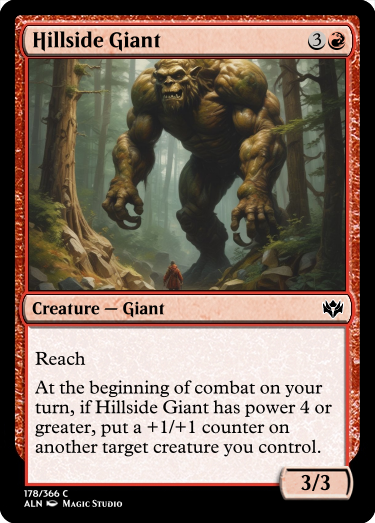 Hillside Giant 3
Creature — Giant
Reach
At the beginning of combat on your
turn, if Hillside Giant has power 4 or
greater, put a +1/+1 counter on
another target creature you control.
3/3
178/366 C
ALN Magic Studio